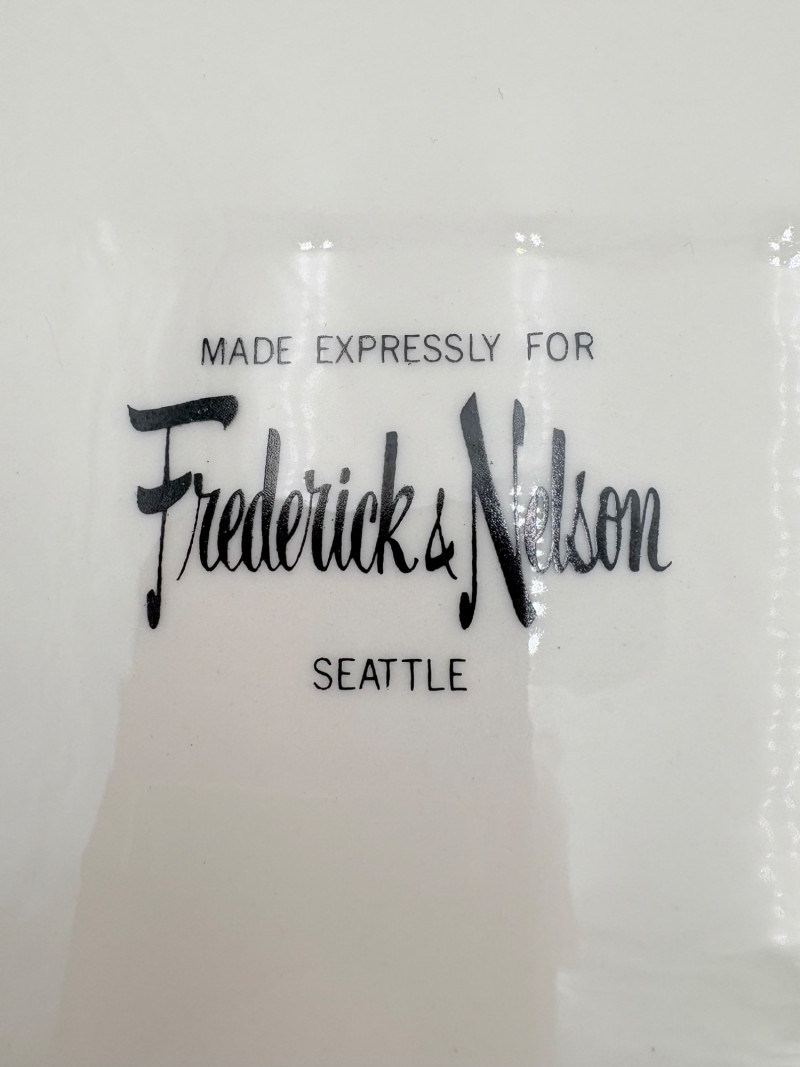 MADE EXPRESSLY FOR
Frederick & Nelson
SEATTLE